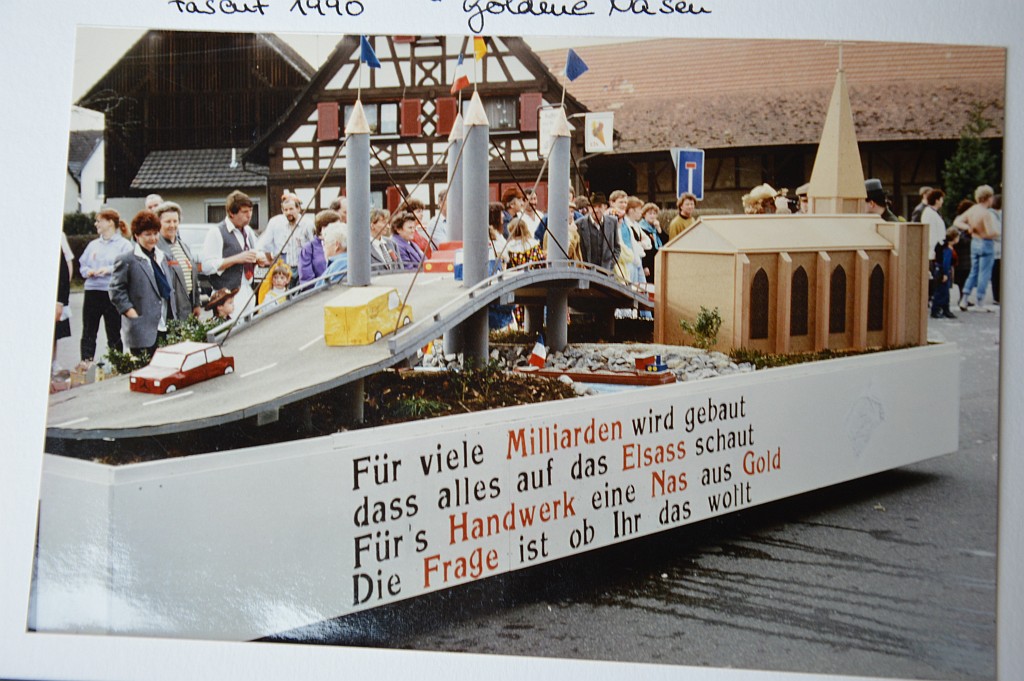 Fasent 1990 " Goldene Nasen
Für viele Milliarden wird gebaut
dass alles auf das Elsass schaut
Für's Handwerk eine Nas aus Gold
Die Frage ist ob Ihr das wollt